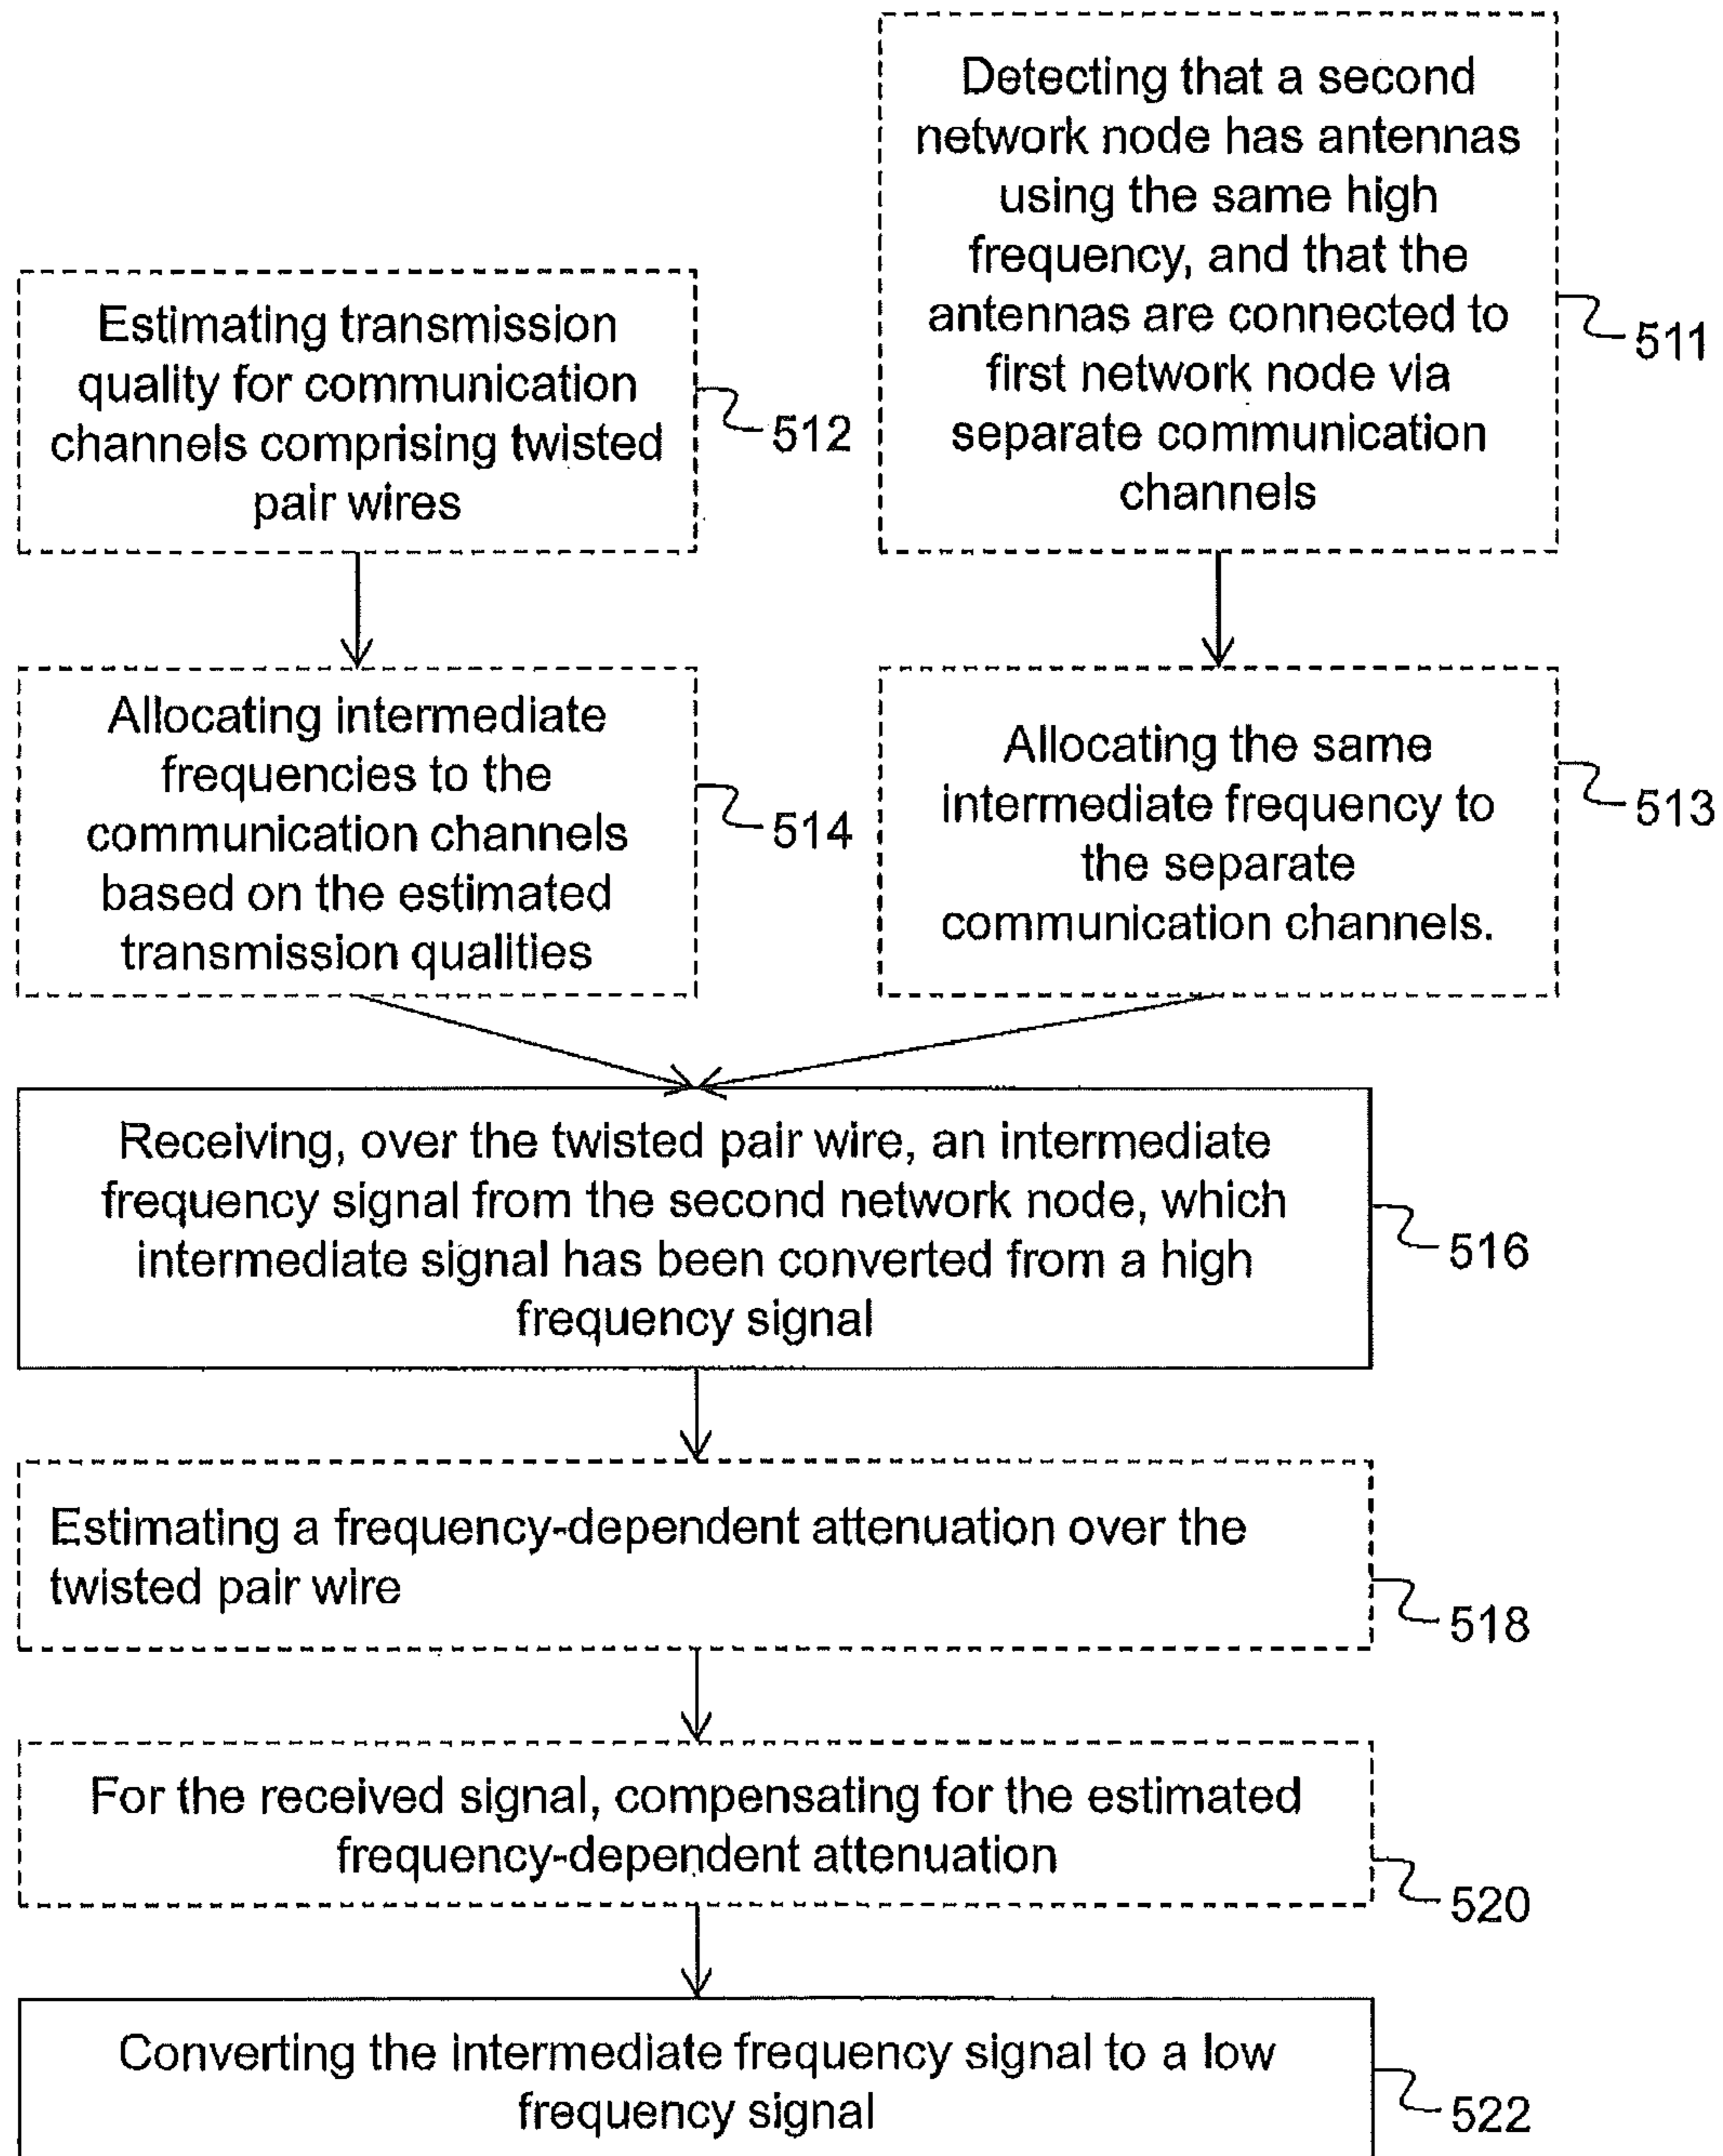 Detecting that a second
network node has antennas
using the same high
frequency, and that the
antennas are connected to
first network node via
separate communication
channels
511
Estimating transmission
quality for communication
channels comprising twisted
pair wires
512
Allocating intermediate
frequencies to the
communication channels
based on the estimated
transmission qualities
514
Allocating the same
intermediate frequency to
the separate
communication channels.
513
Receiving, over the twisted pair wire, an intermediate
frequency signal from the second network node, which
intermediate signal has been converted from a high
frequency signal
516
Estimating a frequency-dependent attenuation over the
twisted pair wire
518
For the received signal, compensating for the estimated
frequency-dependent attenuation
520
Converting the intermediate frequency signal to a low
frequency signal
522